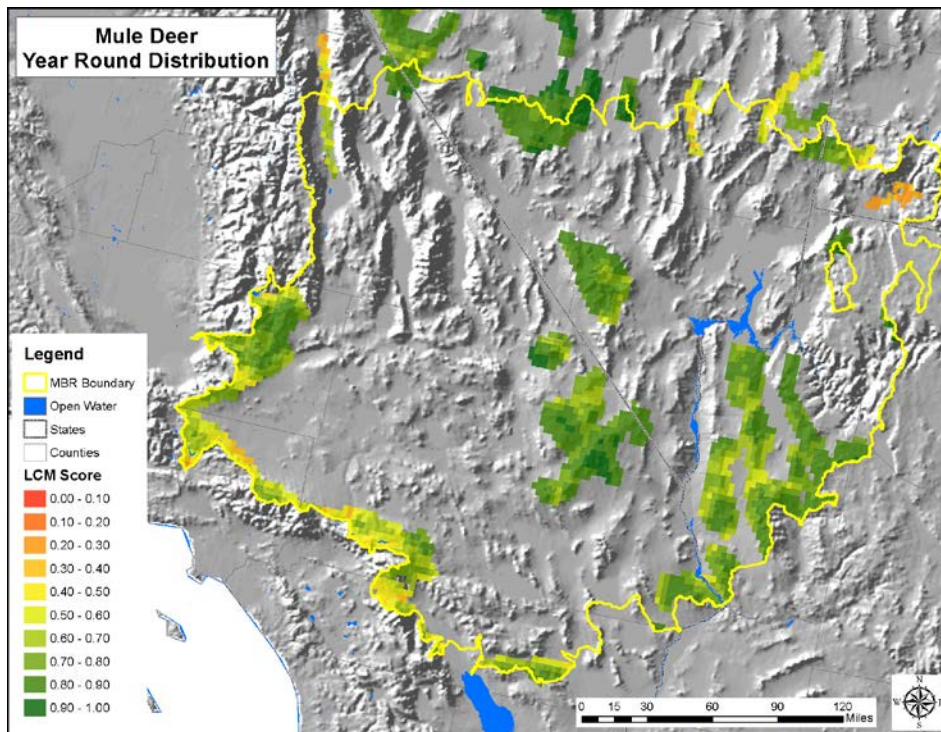 Mule Deer
Year Round Distribution
Legend
MBR Boundary
Open Water
States
Counties
LCM Score
0.00 - 0.10
0.10 - 0.20
0.20 - 0.30
0.30 - 0.40
0.40 - 0.50
0.50 - 0.60
0.60 - 0.70
0.70 - 0.80
0.80 - 0.90
0.90 - 1.00
0 15 30 60 90 120
Miles
N
W E
S